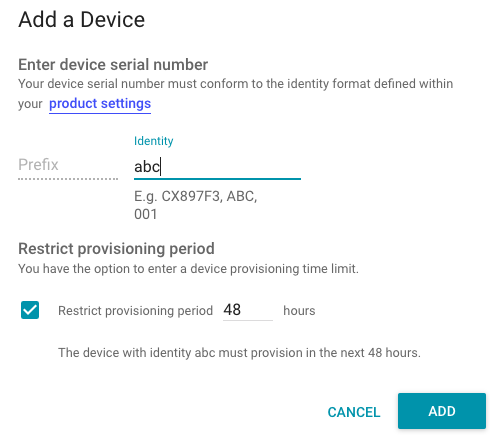 Add a Device
Enter device serial number
Your device serial number must conform to the identity format defined within
your product settings
Identity
Prefix
abc
E.g. CX897F3, ABC,
001
Restrict provisioning period
You have the option to enter a device provisioning time limit.
Restrict provisioning period 48 hours
The device with identity abc must provision in the next 48 hours.
CANCEL ADD